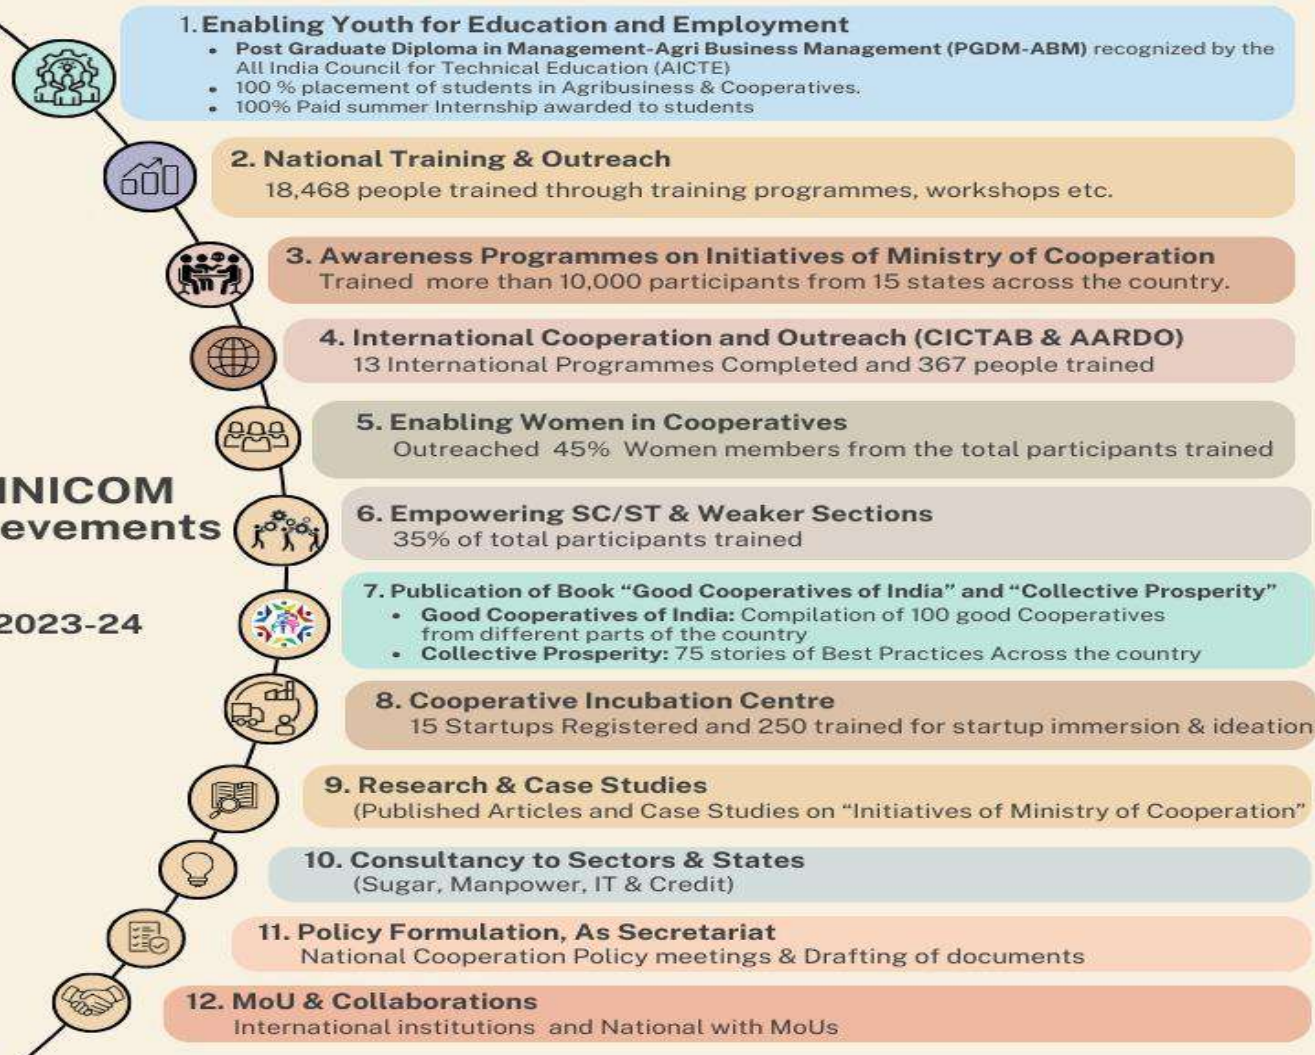 1. Enabling Youth for Education and Employment
• Post Graduate Diploma in Management-Agri Business Management (PGDM-ABM) recognized by the
All India Council for Technical Education (AICTE)
• 100 % placement of students in Agribusiness & Cooperatives.
• 100% Paid summer Internship awarded to students
2. National Training & Outreach
18,468 people trained through training programmes, workshops etc.
3. Awareness Programmes on Initiatives of Ministry of Cooperation
Trained more than 10,000 participants from 15 states across the country.
4. International Cooperation and Outreach (CICTAB & AARDO)
13 International Programmes Completed and 367 people trained
5. Enabling Women in Cooperatives
Outreached 45% Women members from the total participants trained
NICOM
evements
2023-24
6. Empowering SC/ST & Weaker Sections
35% of total participants trained
7. Publication of Book “Good Cooperatives of India” and “Collective Prosperity”
• Good Cooperatives of India: Compilation of 100 good Cooperatives
from different parts of the country
• Collective Prosperity: 75 stories of Best Practices Across the country
8. Cooperative Incubation Centre
15 Startups Registered and 250 trained for startup immersion & ideation
9. Research & Case Studies
(Published Articles and Case Studies on “Initiatives of Ministry of Cooperation”
10. Consultancy to Sectors & States
(Sugar, Manpower, IT & Credit)
11. Policy Formulation, As Secretariat
National Cooperation Policy meetings & Drafting of documents
12. MoU & Collaborations
International institutions and National with MoUs